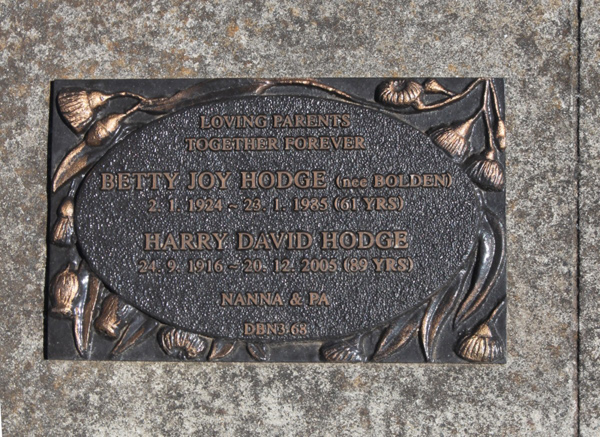 LOVING PARENTS
TOGETHER FOREVER
BETTY JOY HODGE (nee BOLDEN)
2. 1. 1924 ~ 23. 1. 1985 (61 YRS)
HARRY DAVID HODGE
24. 9. 1916 ~ 20. 12. 2005 (89 YRS)
NANNA & PA
DBN3 68